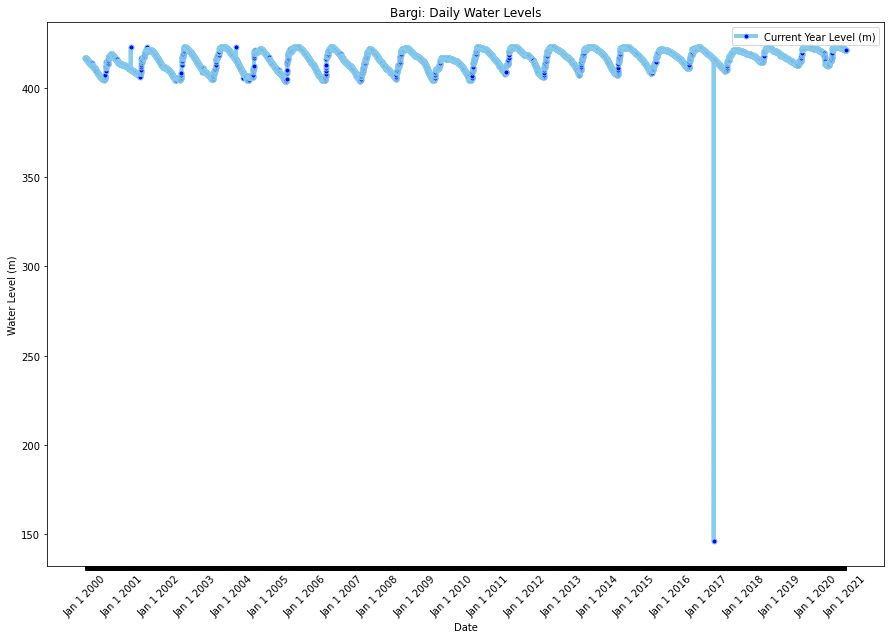 Bargi: Daily Water Levels
Current Year Level (m)
400
350
300
250
200
150
Water Level (m)
Jan 1 2000
Jan 1 2001
Jan 1 2002
Jan 1 2003
Jan 1 2004
Jan 1 2005
Jan 1 2006
Jan 1 2007
Jan 1 2008
Jan 1 2009
Jan 1 2010
Jan 1 2011
Jan 1 2012
Jan 1 2013
Jan 1 2014
Jan 1 2015
Jan 1 2016
Jan 1 2017
Jan 1 2018
Jan 1 2019
Jan 1 2020
Jan 1 2021
Date